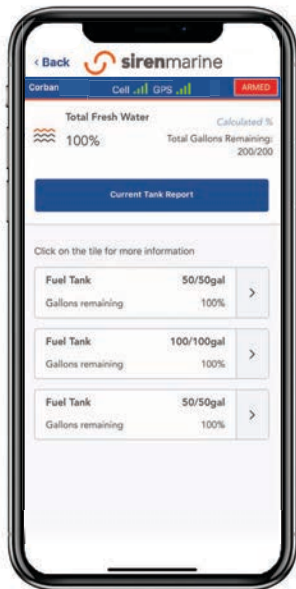 < Back sirenmarine
Corban Cell GPS ARMED
Total Fresh Water Calculated %
100% Total Gallons Remaining:
200/200
Current Tank Report
Click on the tile for more information
Fuel Tank 50/50gal
Gallons remaining 100%
Fuel Tank 100/100gal
Gallons remaining 100%
Fuel Tank 50/50gal
Gallons remaining 100%